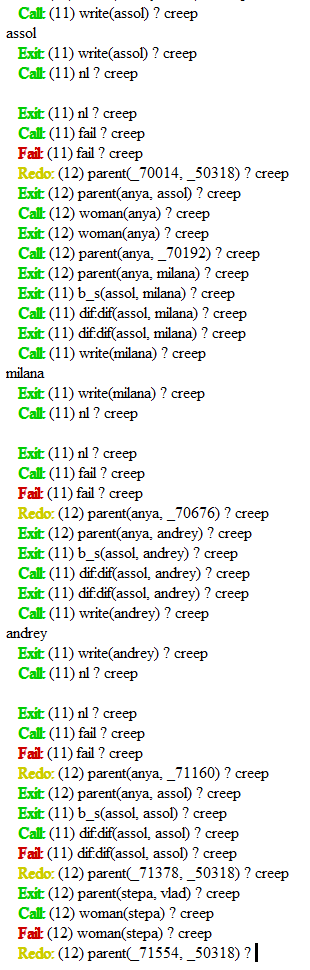 Call: (11) write(assol) ? creep
assol
Exit: (11) write(assol) ? creep
Call: (11) nl ? creep
Exit: (11) nl ? creep
Call: (11) fail ? creep
Fail: (11) fail ? creep
Redo: (12) parent(_70014, _50318) ? creep
Exit: (12) parent(anya, assol) ? creep
Call: (12) woman(anya) ? creep
Exit: (12) woman(anya) ? creep
Call: (12) parent(anya, _70192) ? creep
Exit: (12) parent(anya, milana) ? creep
Exit: (11) b_s(assol, milana) ? creep
Call: (11) dif:dif(assol, milana) ? creep
Exit: (11) dif:dif(assol, milana) ? creep
Call: (11) write(milana) ? creep
milana
Exit: (11) write(milana) ? creep
Call: (11) nl ? creep
Exit: (11) nl ? creep
Call: (11) fail ? creep
Fail: (11) fail ? creep
Redo: (12) parent(anya, _70676) ? creep
Exit: (12) parent(anya, andrey) ? creep
Exit: (11) b_s(assol, andrey) ? creep
Call: (11) dif:dif(assol, andrey) ? creep
Exit: (11) dif:dif(assol, andrey) ? creep
Call: (11) write(andrey) ? creep
andrey
Exit: (11) write(andrey) ? creep
Call: (11) nl ? creep
Exit: (11) nl ? creep
Call: (11) fail ? creep
Fail: (11) fail ? creep
Redo: (12) parent(anya, _71160) ? creep
Exit: (12) parent(anya, assol) ? creep
Exit: (11) b_s(assol, assol) ? creep
Call: (11) dif:dif(assol, assol) ? creep
Fail: (11) dif:dif(assol, assol) ? creep
Redo: (12) parent(_71378, _50318) ? creep
Exit: (12) parent(stepa, vlad) ? creep
Call: (12) woman(stepa) ? creep
Fail: (12) woman(stepa) ? creep
Redo: (12) parent(_71554, _50318) ?